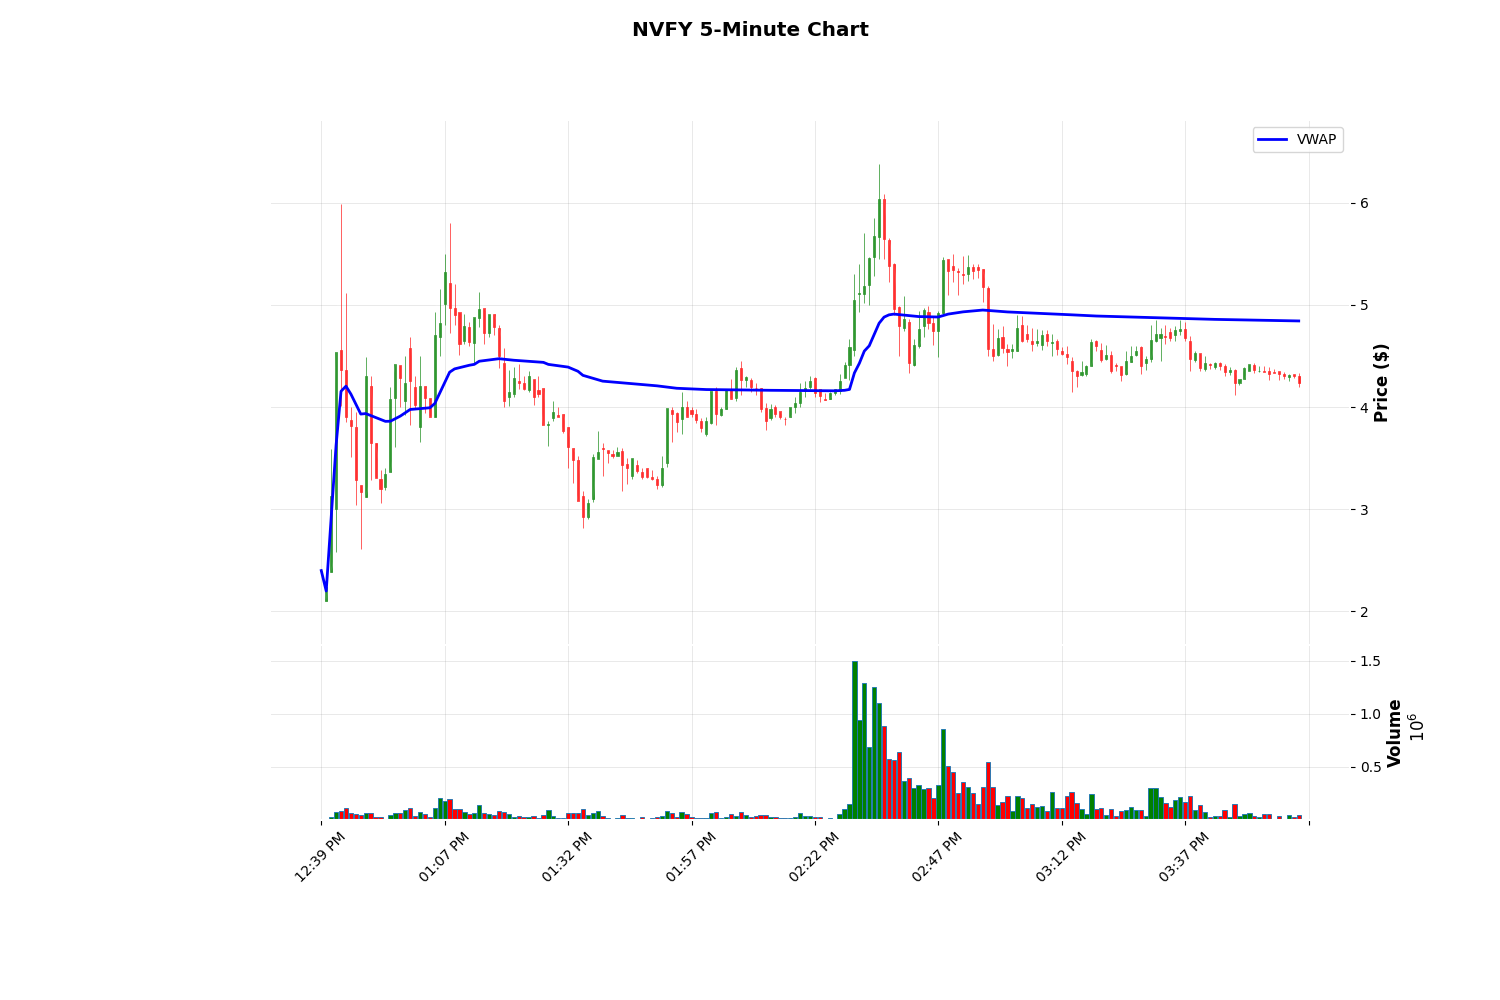 NVFY 5-Minute Chart
VWAP
6
5
4
3
2
Price ($)
1.5
1.0
0.5
Volume
10^6
12:39 PM
01:07 PM
01:32 PM
01:57 PM
02:22 PM
02:47 PM
03:12 PM
03:37 PM